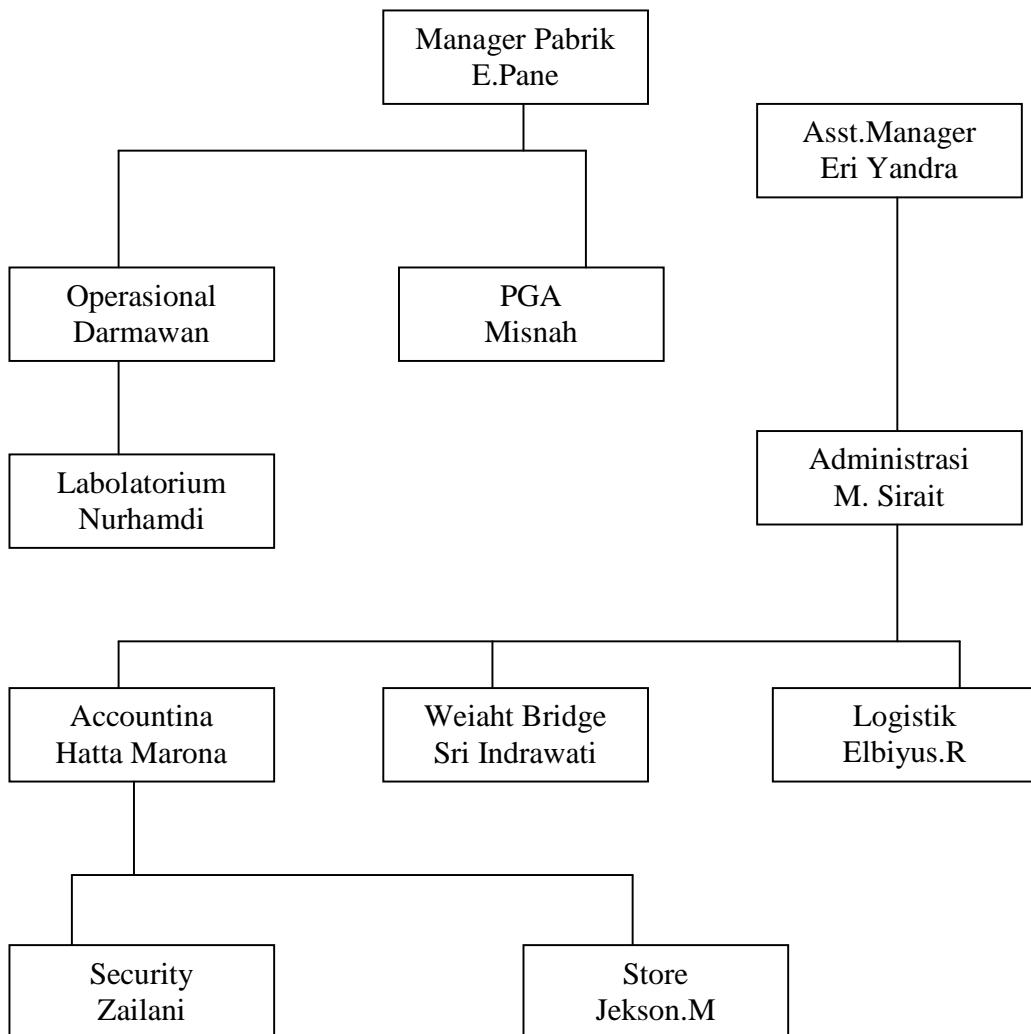 Manager Pabrik
E.Pane
Asst.Manager
Eri Yandra
Operasional
Darmawan
PGA
Misnah
Labolatorium
Nurhamdi
Administrasi
M. Sirait
Accountina
Hatta Marona
Weiaht Bridge
Sri Indrawati
Logistik
Elbiyus.R
Security
Zailani
Store
Jekson.M